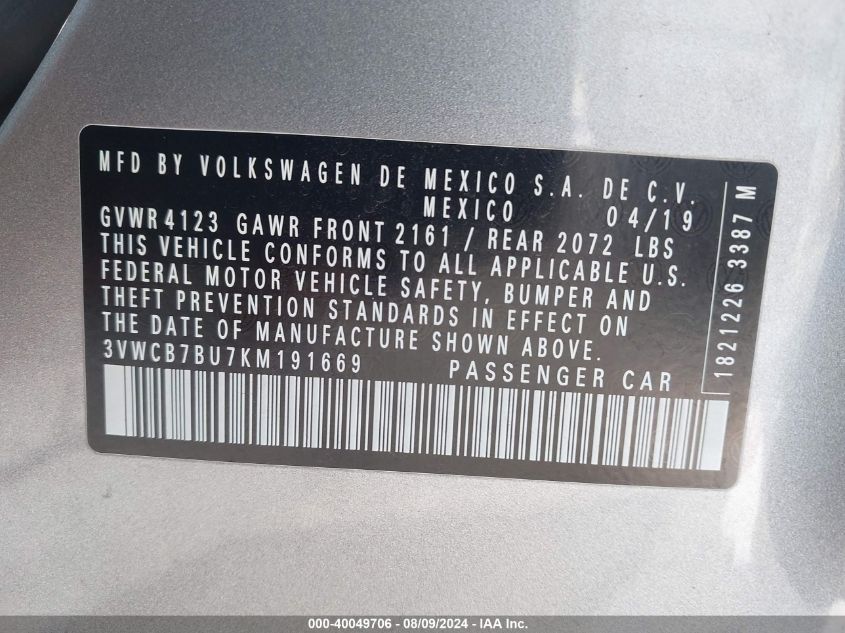 MFD BY VOLKSWAGEN DE MEXICO S.A. DE C.V.
MEXICO 04/19
GVWR 4123 GAWR FRONT 2161 / REAR 2072 LBS
THIS VEHICLE CONFORMS TO ALL APPLICABLE U.S.
FEDERAL MOTOR VEHICLE SAFETY, BUMPER AND
THEFT PREVENTION STANDARDS IN EFFECT ON
THE DATE OF MANUFACTURE SHOWN ABOVE.
3VWCB7BU7KM191669 PASSENGER CAR
1821226 3387 M
000-40049706 - 08/09/2024 - IAA Inc.